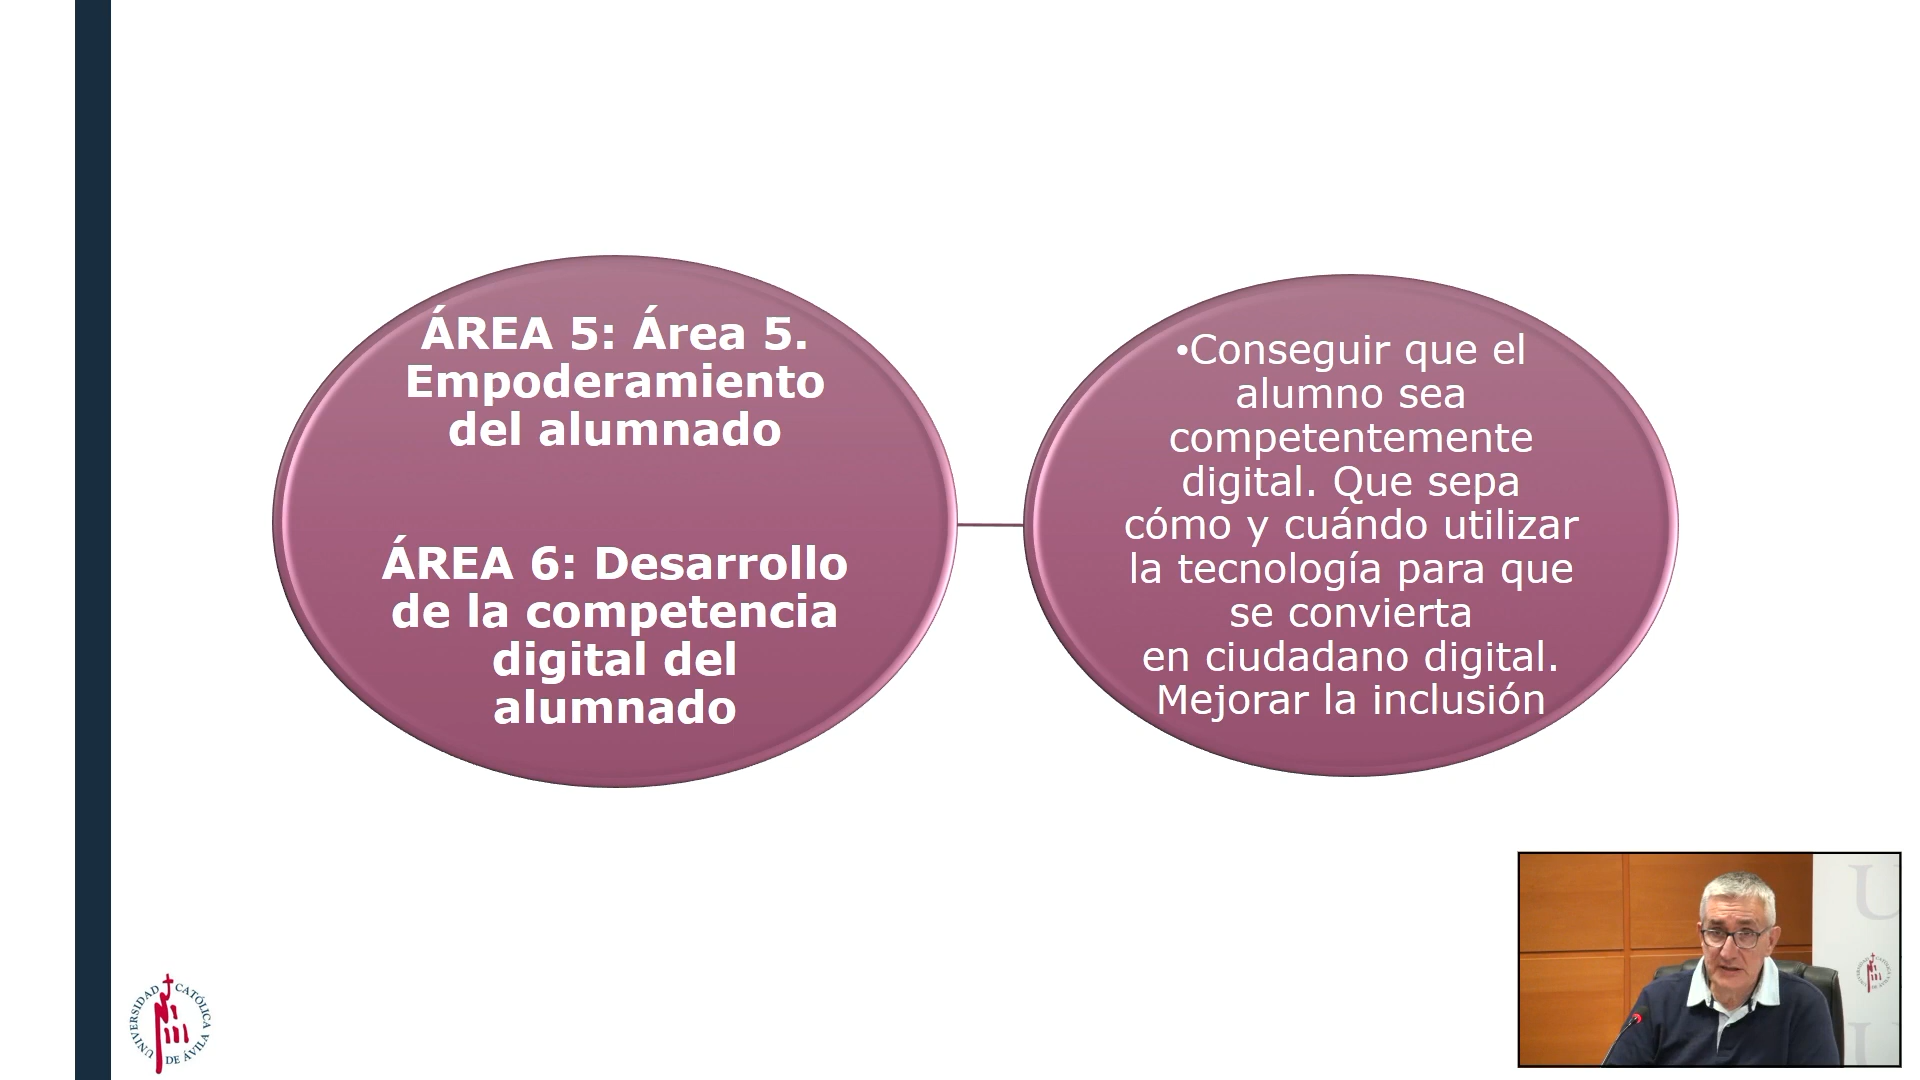 ÁREA 5: Área 5.
Empoderamiento
del alumnado
ÁREA 6: Desarrollo
de la competencia
digital del
alumnado
•Conseguir que el
alumno sea
competentemente
digital. Que sepa
cómo y cuándo utilizar
la tecnología para que
se convierta
en ciudadano digital.
Mejorar la inclusión
UNIVERSIDAD CATÓLICA
DE ÁVILA
U
U